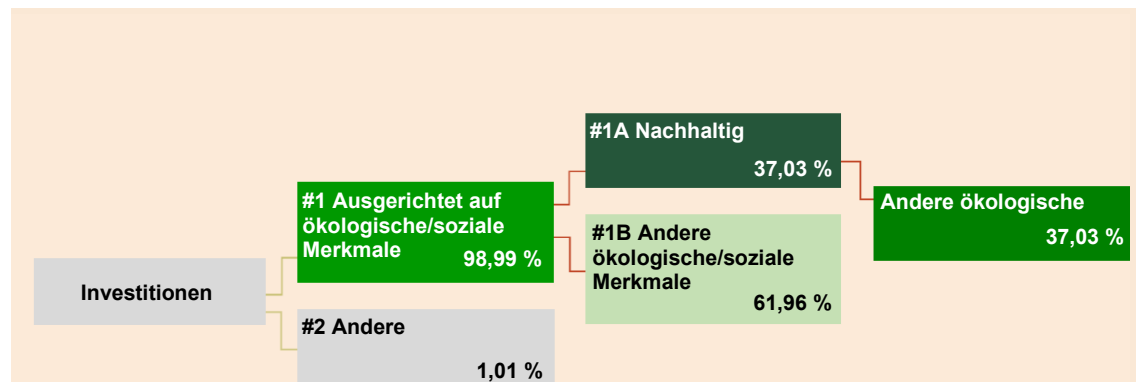 Investitionen
#1 Ausgerichtet auf
ökologische/soziale
Merkmale
98,99 %
#2 Andere
1,01 %
#1A Nachhaltig
37,03 %
#1B Andere
ökologische/soziale
Merkmale
61,96 %
Andere ökologische
37,03 %